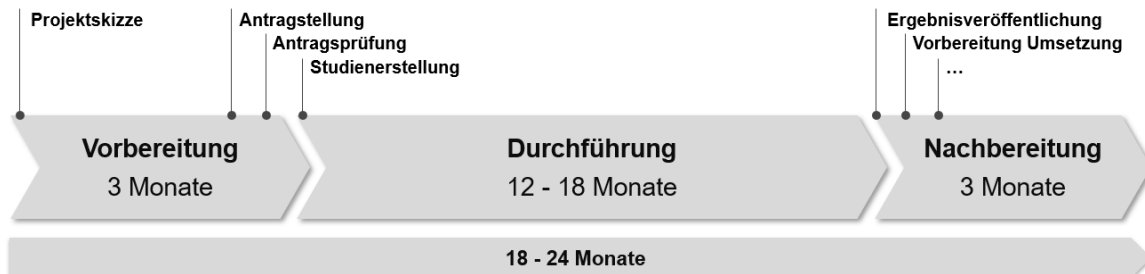 Projektskizze
Antragstellung
Antragsprüfung
Studienerstellung
Ergebnisveröffentlichung
Vorbereitung Umsetzung
...
Vorbereitung
3 Monate
Durchführung
12 - 18 Monate
Nachbereitung
3 Monate
18 - 24 Monate